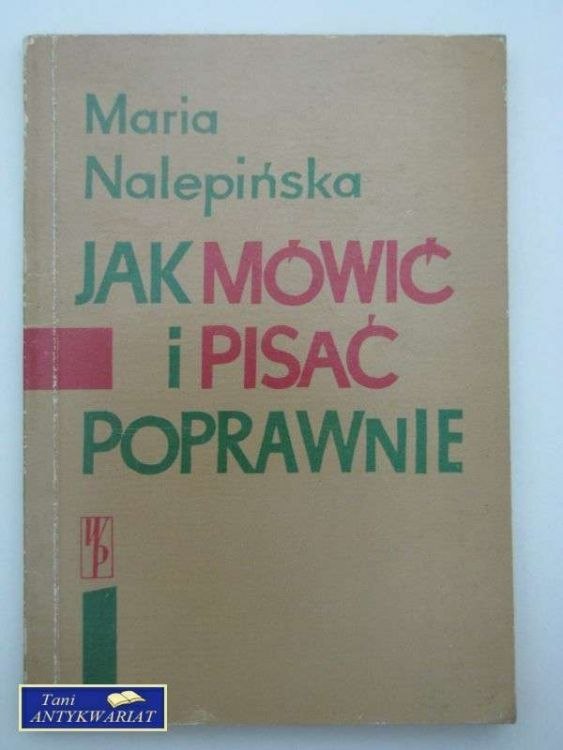 Maria
Nalepińska
JAK MÓWIĆ
i PISAĆ
POPRAWNIE
WP
Tani
ANTYKWARIAT